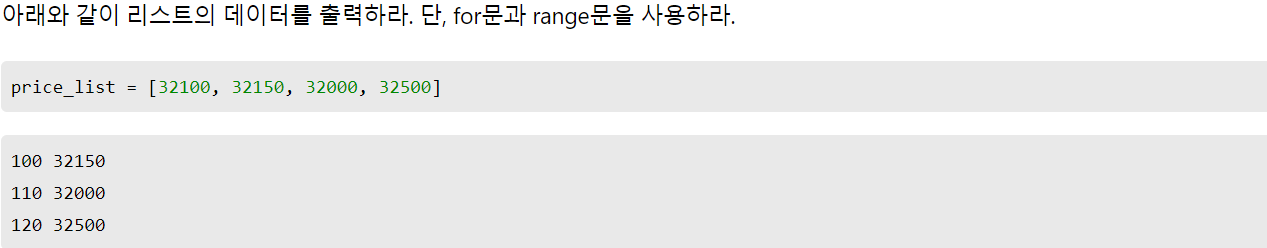 아래와 같이 리스트의 데이터를 출력하라. 단, for문과 range문을 사용하라.
price_list = [32100, 32150, 32000, 32500]
100 32150
110 32000
120 32500